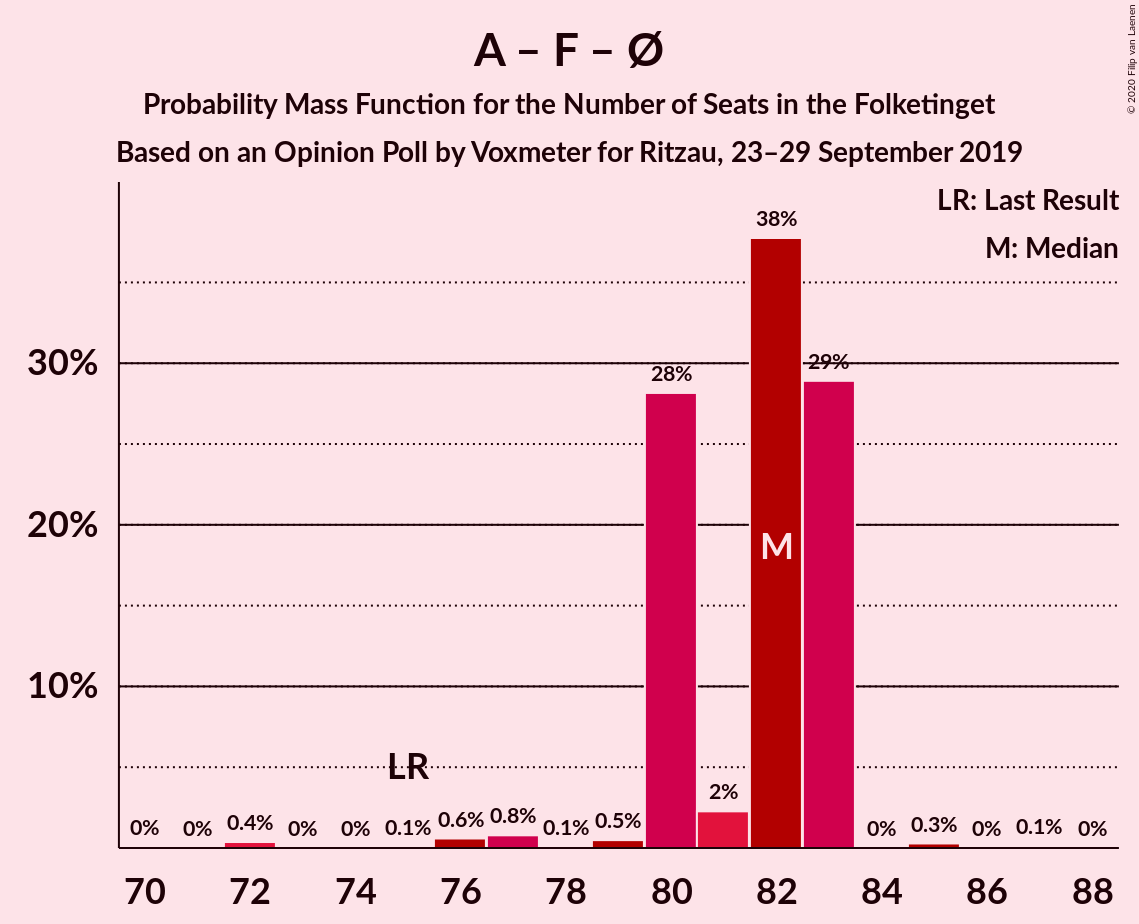 A – F – Ø
Probability Mass Function for the Number of Seats in the Folketinget
Based on an Opinion Poll by Voxmeter for Ritzau, 23–29 September 2019
© 2020 Filip van Laenen
LR: Last Result
M: Median
30%
20%
10%
0%
0%
0.4%
0%
0%
0.1%
0.6%
0.8%
0.1%
0.5%
28%
2%
38%
29%
0%
0.3%
0%
0.1%
0%
LR
M
70 72 74 76 78 80 82 84 86 88